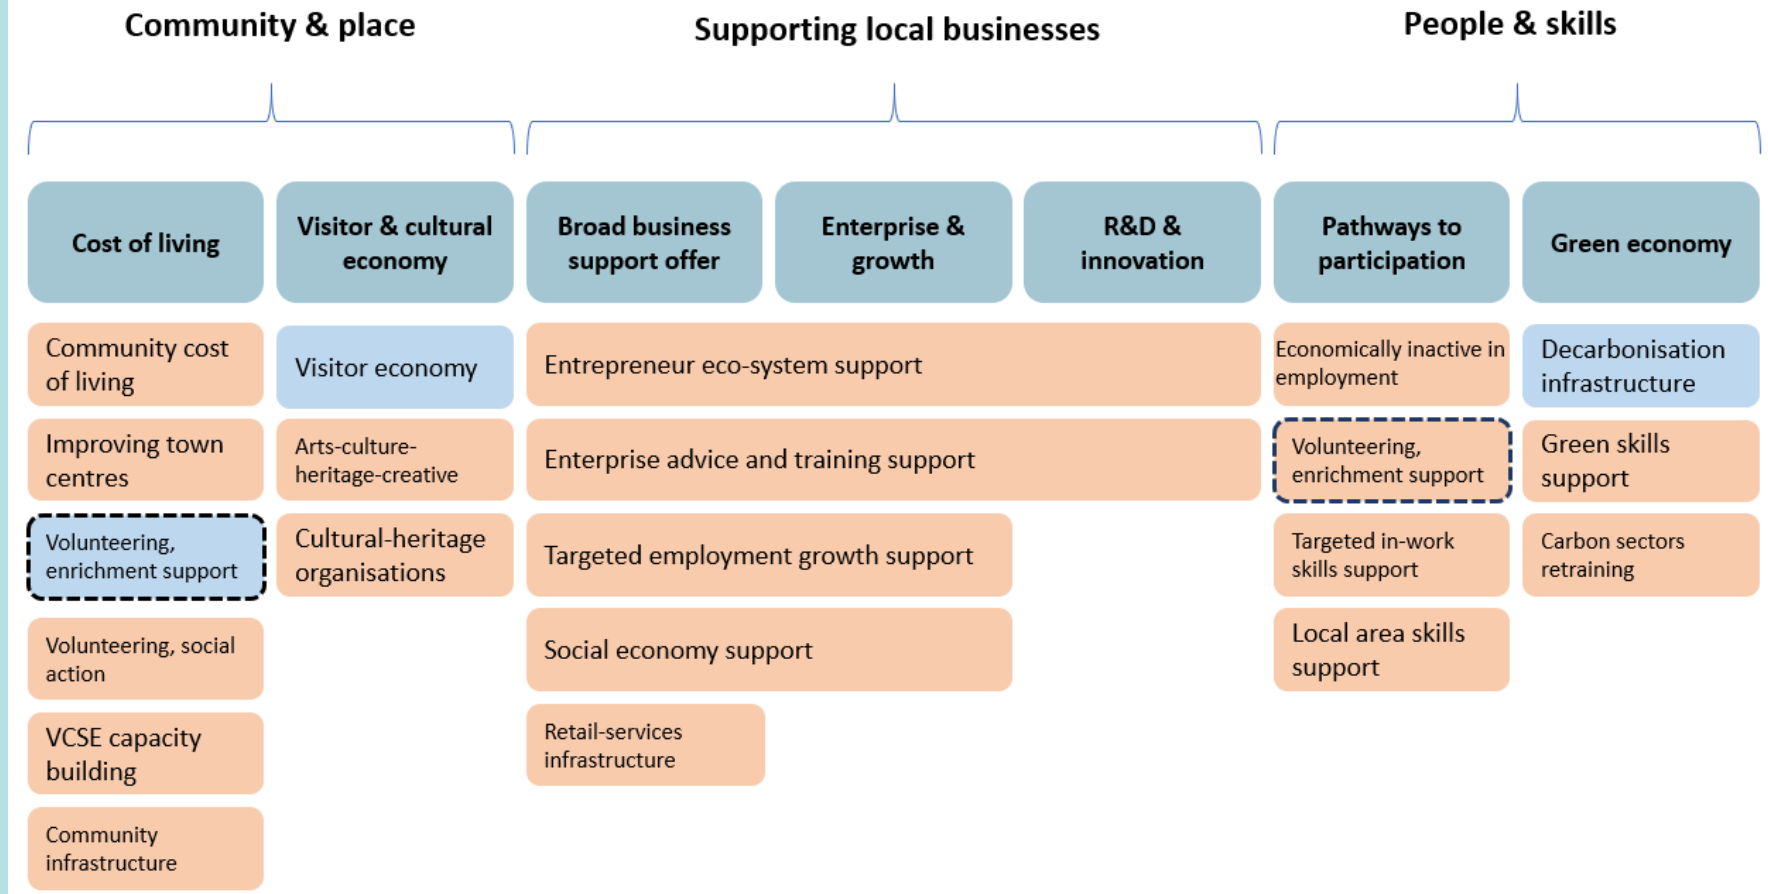 Community & place
Supporting local businesses
People & skills
Cost of living
Visitor & cultural
economy
Broad business
support offer
Enterprise &
growth
R&D &
innovation
Pathways to
participation
Green economy
Community cost
of living
Improving town
centres
Volunteering,
enrichment support
Volunteering, social
action
VCSE capacity
building
Community
infrastructure
Visitor economy
Arts-culture-
heritage-creative
Cultural-heritage
organisations
Entrepreneur eco-system support
Enterprise advice and training support
Targeted employment growth support
Social economy support
Retail-services
infrastructure
Economically inactive in
employment
Volunteering,
enrichment support
Targeted in-work
skills support
Local area skills
support
Decarbonisation
infrastructure
Green skills
support
Carbon sectors
retraining